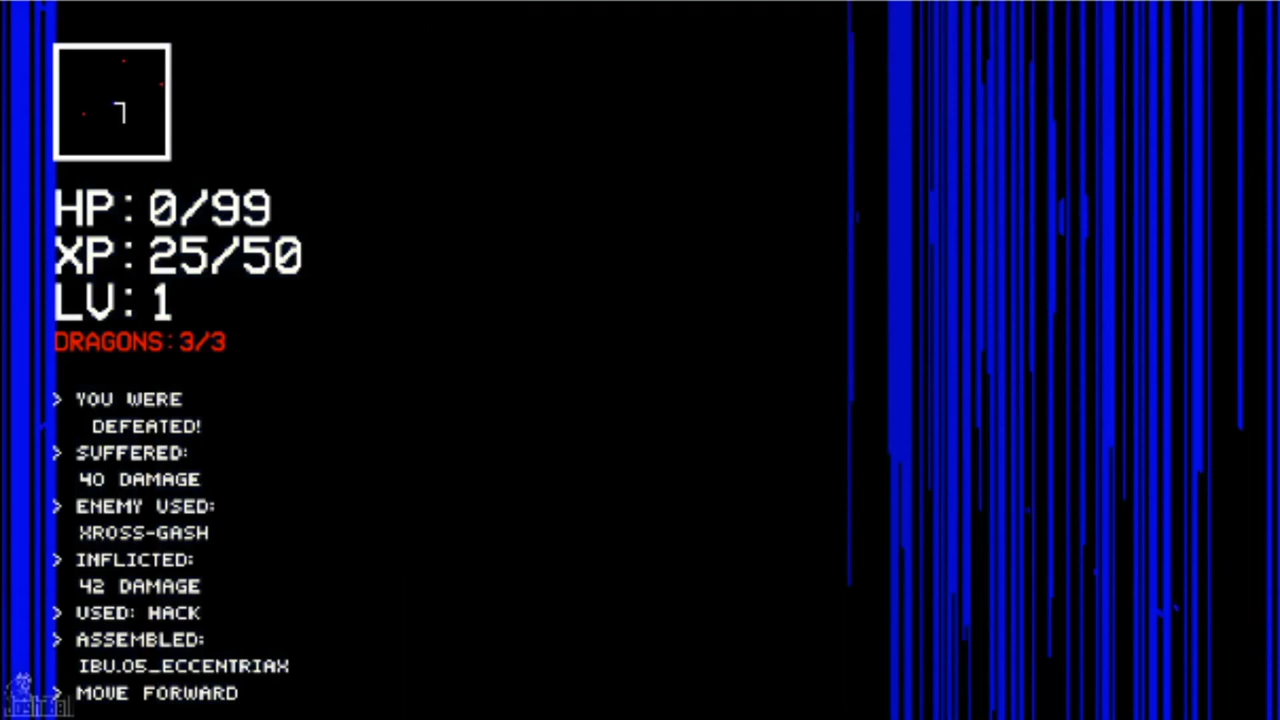 HP: 0/99
XP: 25/50
LV: 1
DRAGONS: 3/3
> YOU WERE
DEFEATED!
> SUFFERED:
40 DAMAGE
> ENEMY USED:
XROSS-GASH
> INFLICTED:
42 DAMAGE
> USED: HACK
> ASSEMBLED:
IBU.05_ECCENTRIAX
> MOVE FORWARD